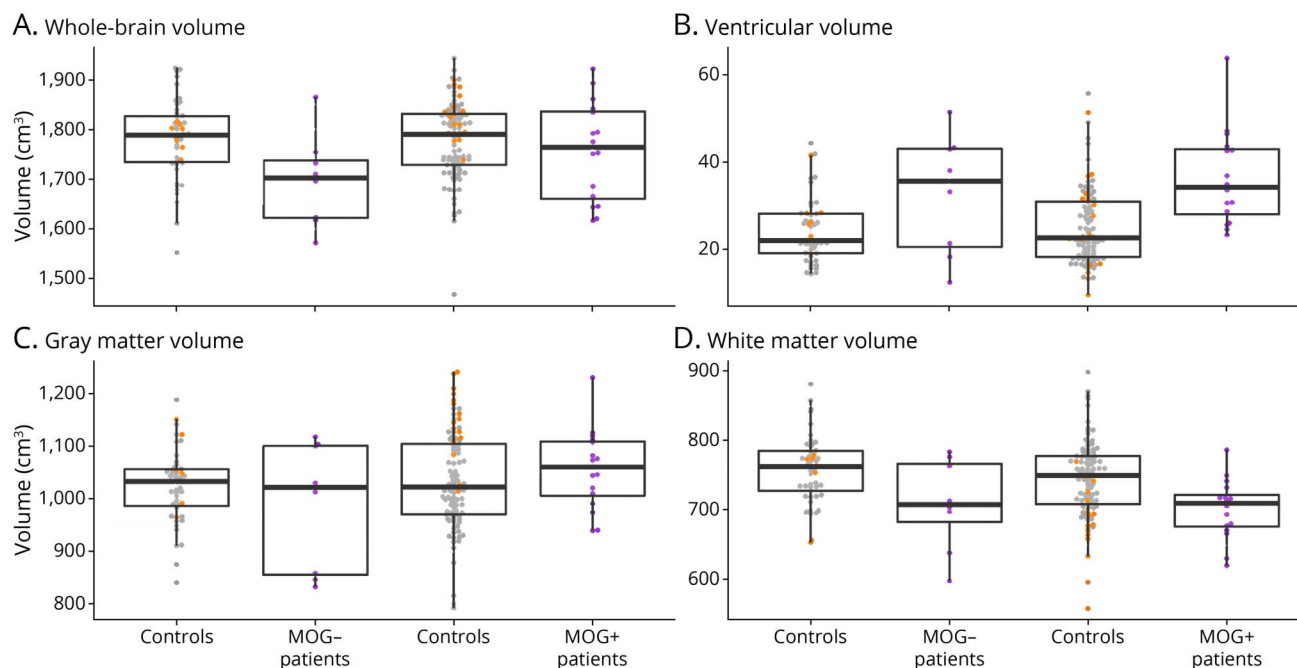 A. Whole-brain volume
Volume (cm³)
1,900
1,800
1,700
1,600
1,500
B. Ventricular volume
60
40
20
C. Gray matter volume
Volume (cm³)
1,200
1,100
1,000
900
800
Controls
MOG–
patients
Controls
MOG+
patients
D. White matter volume
900
800
700
600
Controls
MOG–
patients
Controls
MOG+
patients